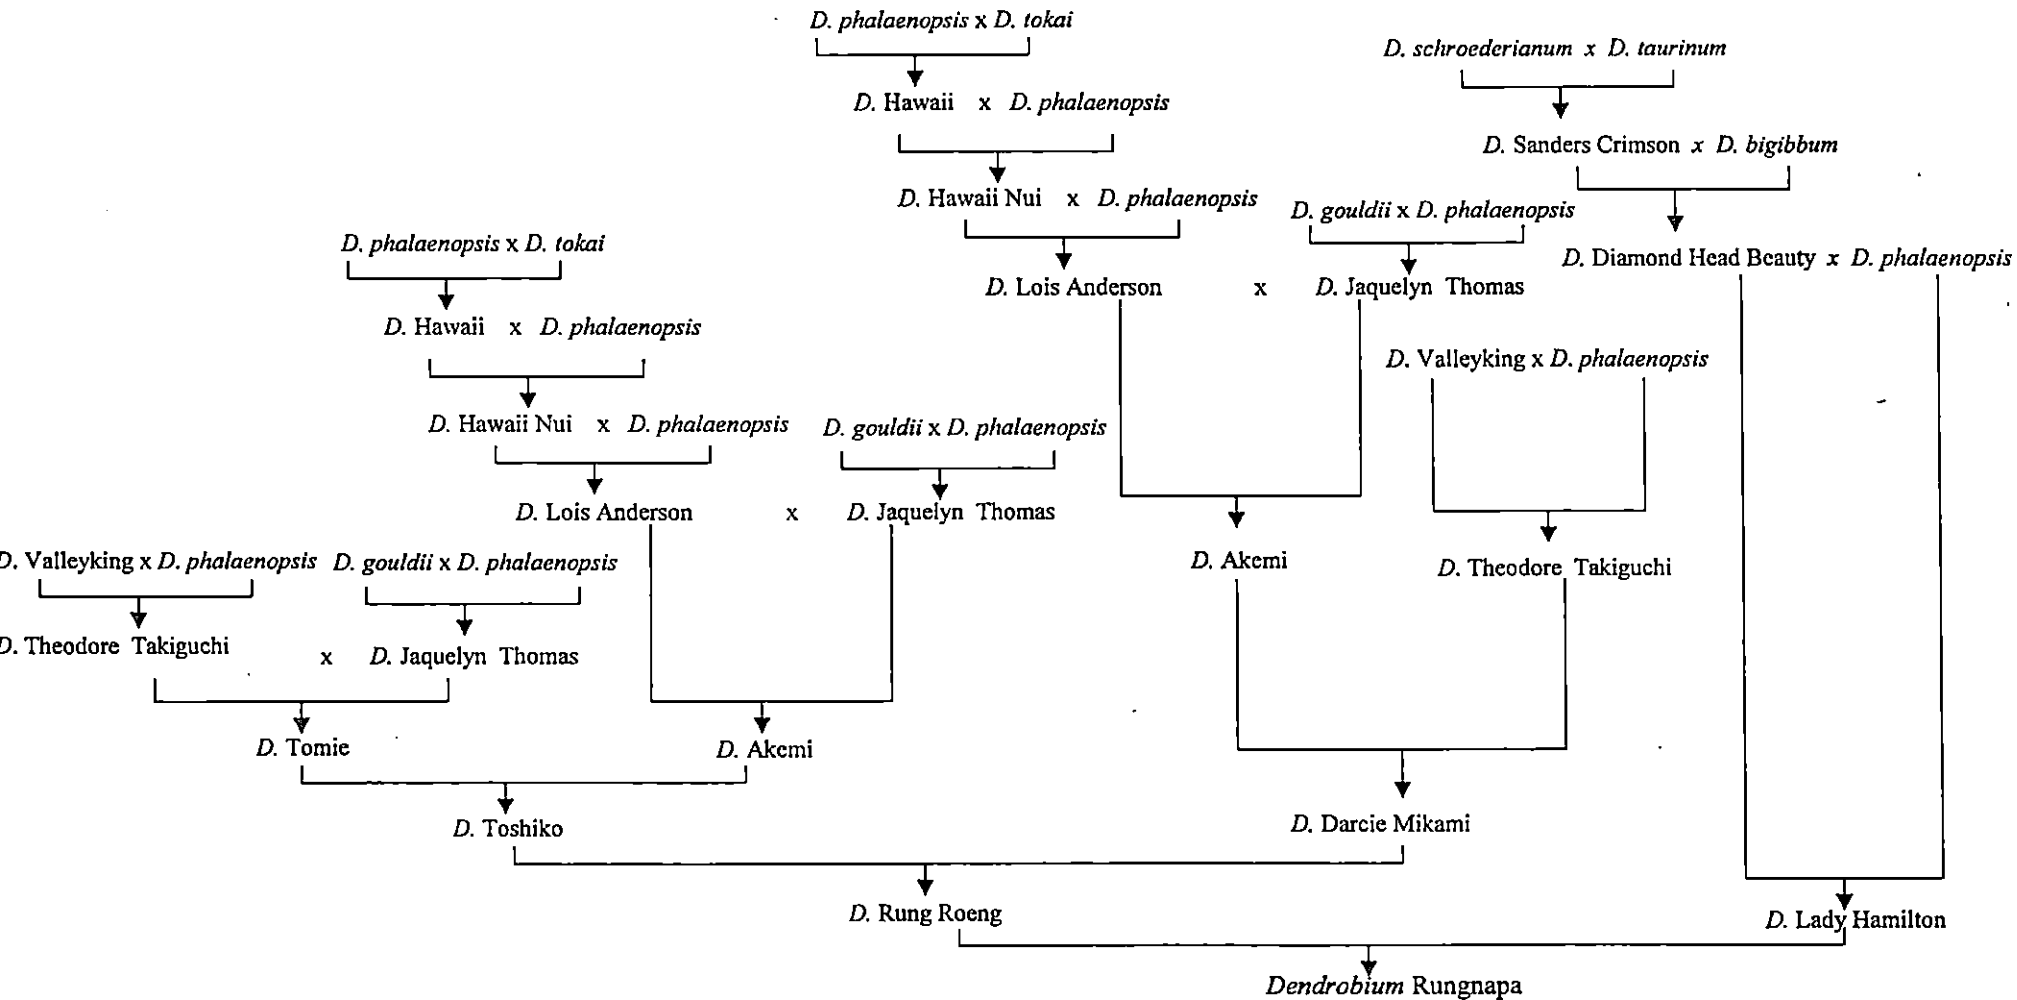 D. phalaenopsis x D. tokai
D. schroederianum x D. taurinum
D. Hawaii x D. phalaenopsis
D. Sanders Crimson x D. bigibbum
D. Hawaii Nui x D. phalaenopsis
D. gouldii x D. phalaenopsis
D. phalaenopsis x D. tokai
D. Diamond Head Beauty x D. phalaenopsis
D. Lois Anderson x D. Jaquelyn Thomas
D. Hawaii x D. phalaenopsis
D. Valleyking x D. phalaenopsis
D. Hawaii Nui x D. phalaenopsis
D. gouldii x D. phalaenopsis
D. Lois Anderson x D. Jaquelyn Thomas
D. Valleyking x D. phalaenopsis
D. gouldii x D. phalaenopsis
D. Akemi
D. Theodore Takiguchi
D. Theodore Takiguchi x D. Jaquelyn Thomas
D. Tomie
D. Akemi
D. Toshiko
D. Darcie Mikami
D. Rung Roeng
D. Lady Hamilton
Dendrobium Rungnapa